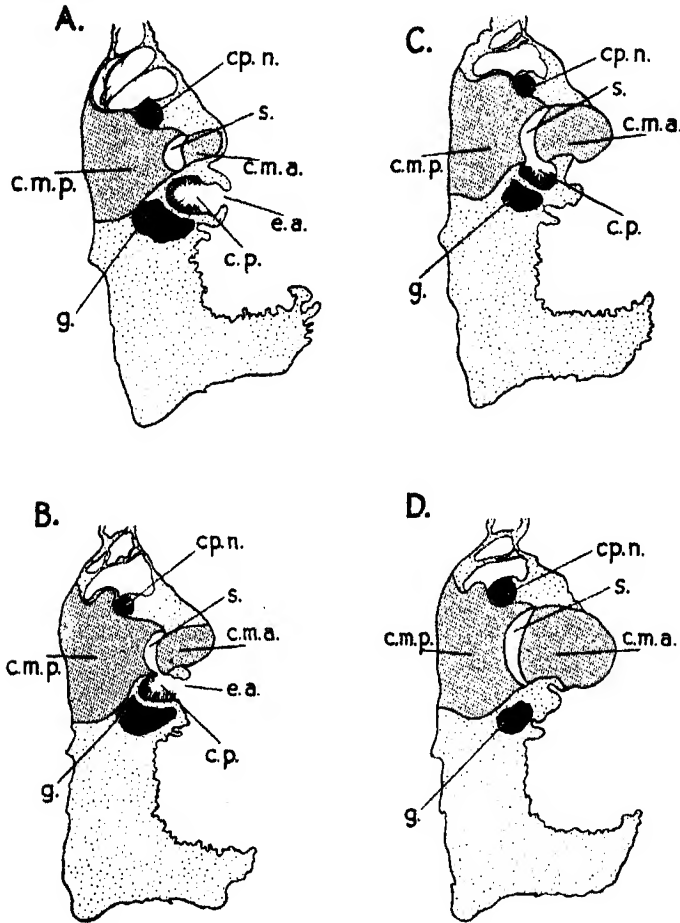 A.
cp. n.
s.
c.m.a.
c.m.p.
e.a.
c.p.
g.
C.
cp.n.
s.
c.m.a.
c.m.p.
c.p.
g.
B.
cp.n.
s.
c.m.a.
c.m.p.
e.a.
c.p.
g.
D.
cp.n.
s.
c.m.p.
c.m.a.
g.